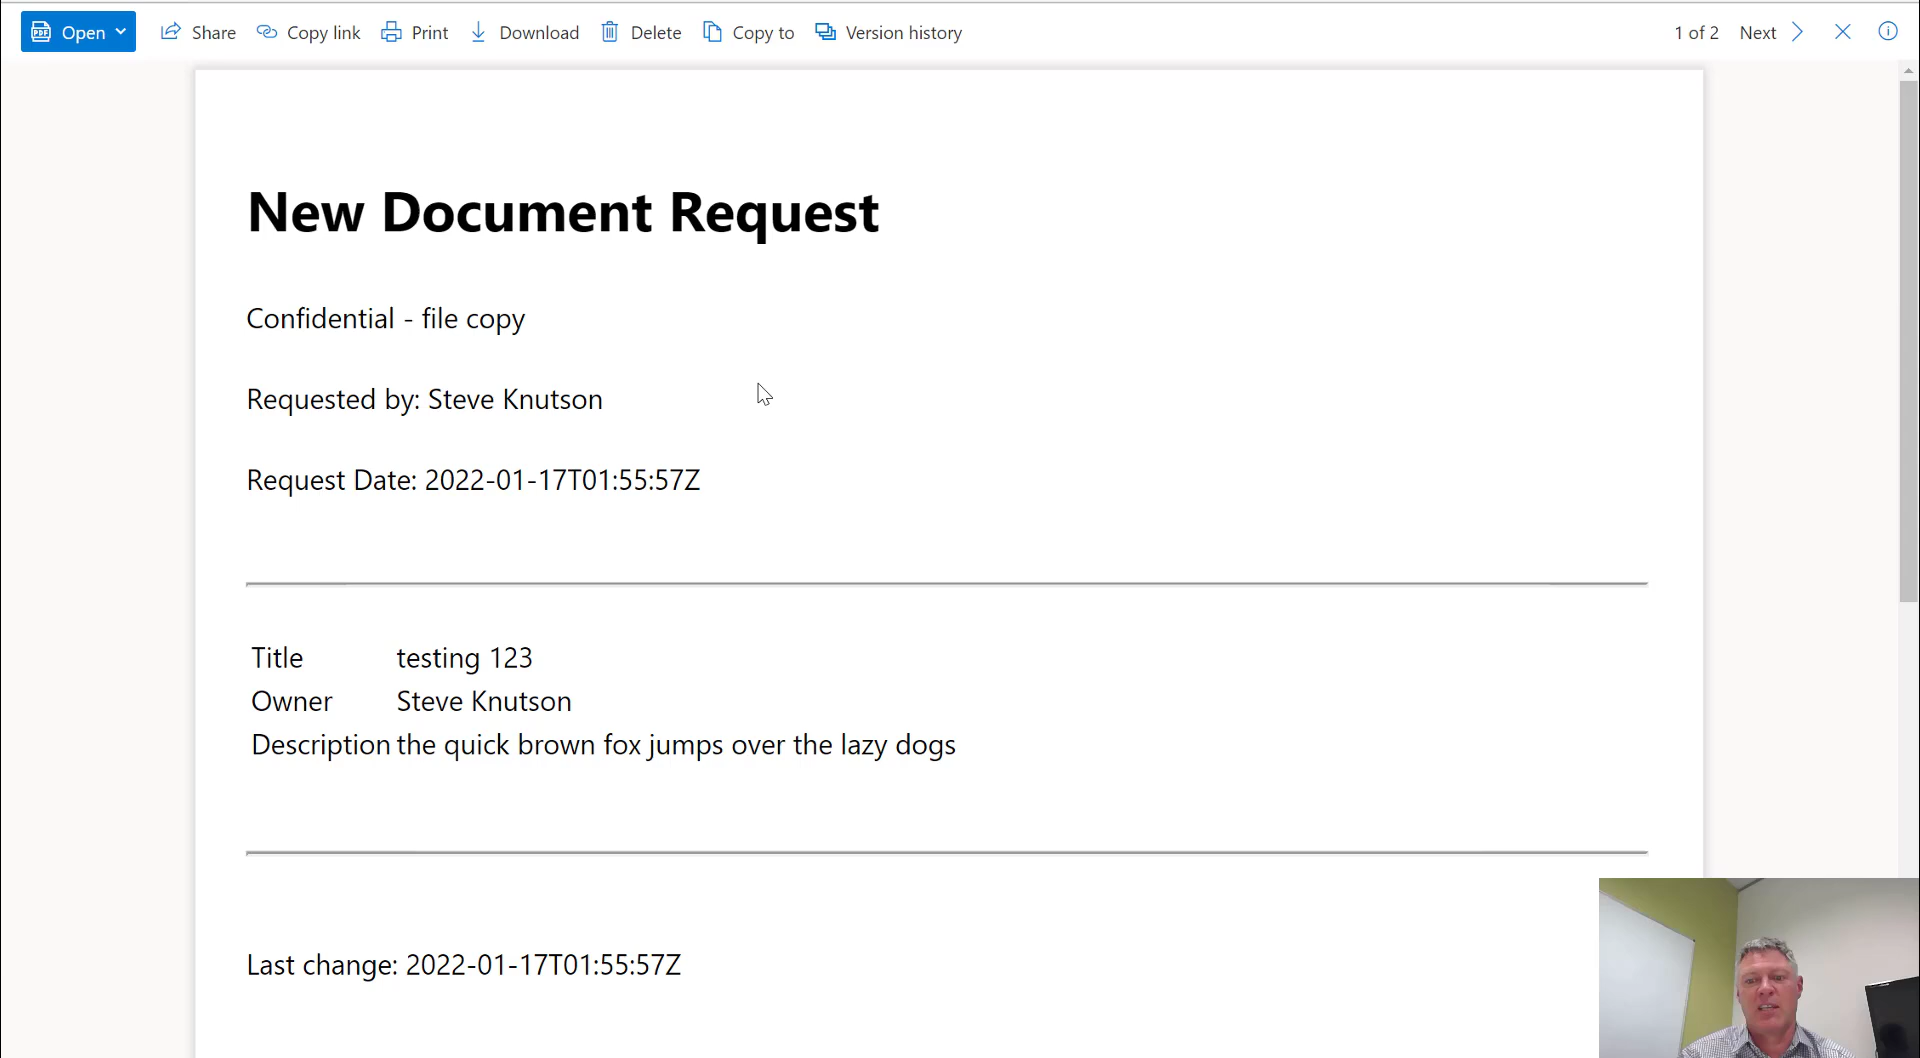 Open Share Copy link Print Download Delete Copy to Version history 1 of 2 Next
New Document Request
Confidential - file copy
Requested by: Steve Knutson
Request Date: 2022-01-17T01:55:57Z
Title testing 123
Owner Steve Knutson
Description the quick brown fox jumps over the lazy dogs
Last change: 2022-01-17T01:55:57Z